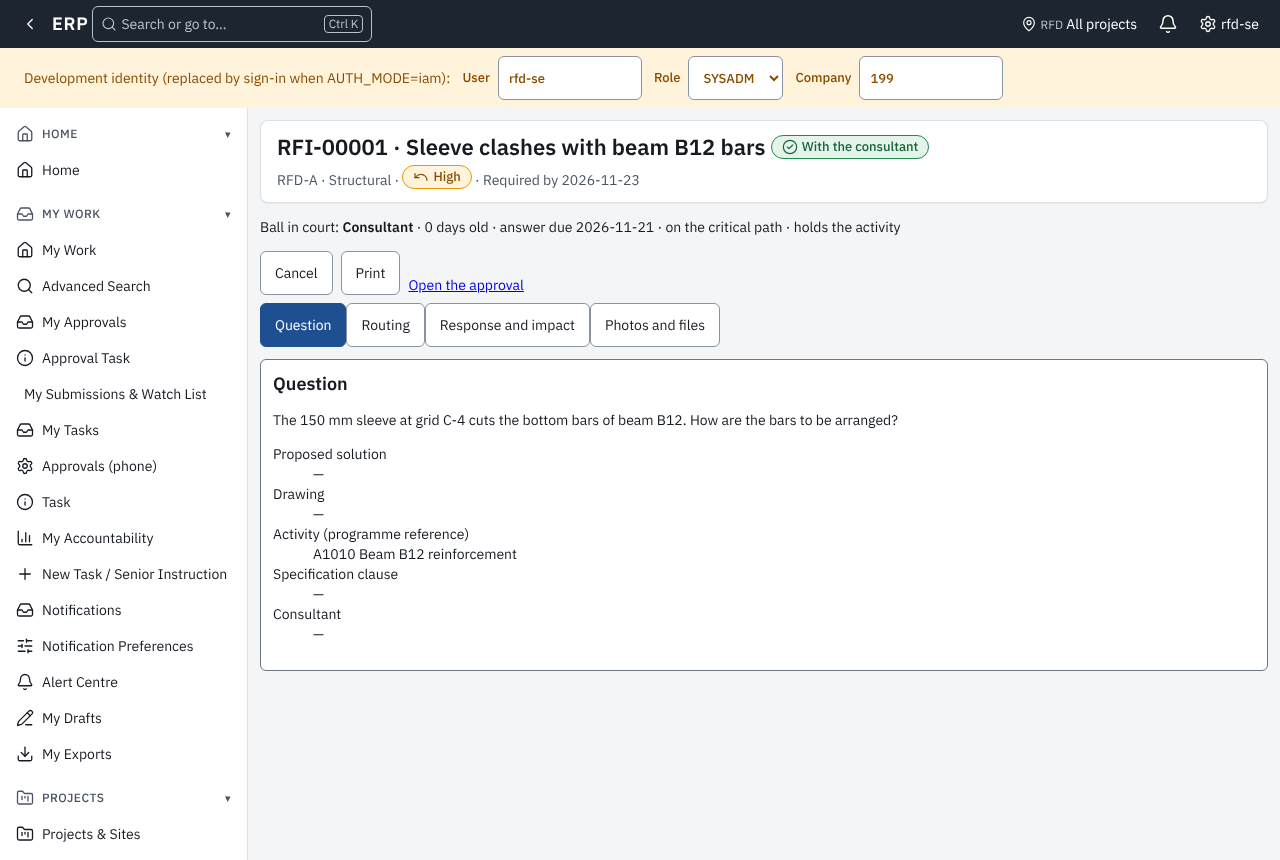 ERP
Search or go to...
Ctrl K
RFD All projects
rfd-se
Development identity (replaced by sign-in when AUTH_MODE=iam):
User
rfd-se
Role
SYSADM
Company
199
HOME
Home
MY WORK
My Work
Advanced Search
My Approvals
Approval Task
My Submissions & Watch List
My Tasks
Approvals (phone)
Task
My Accountability
New Task / Senior Instruction
Notifications
Notification Preferences
Alert Centre
My Drafts
My Exports
PROJECTS
Projects & Sites
RFI-00001 · Sleeve clashes with beam B12 bars
With the consultant
RFD-A · Structural · High · Required by 2026-11-23
Ball in court: Consultant · 0 days old · answer due 2026-11-21 · on the critical path · holds the activity
Cancel
Print
Open the approval
Question
Routing
Response and impact
Photos and files
Question
The 150 mm sleeve at grid C-4 cuts the bottom bars of beam B12. How are the bars to be arranged?
Proposed solution
—
Drawing
—
Activity (programme reference)
A1010 Beam B12 reinforcement
Specification clause
—
Consultant
—